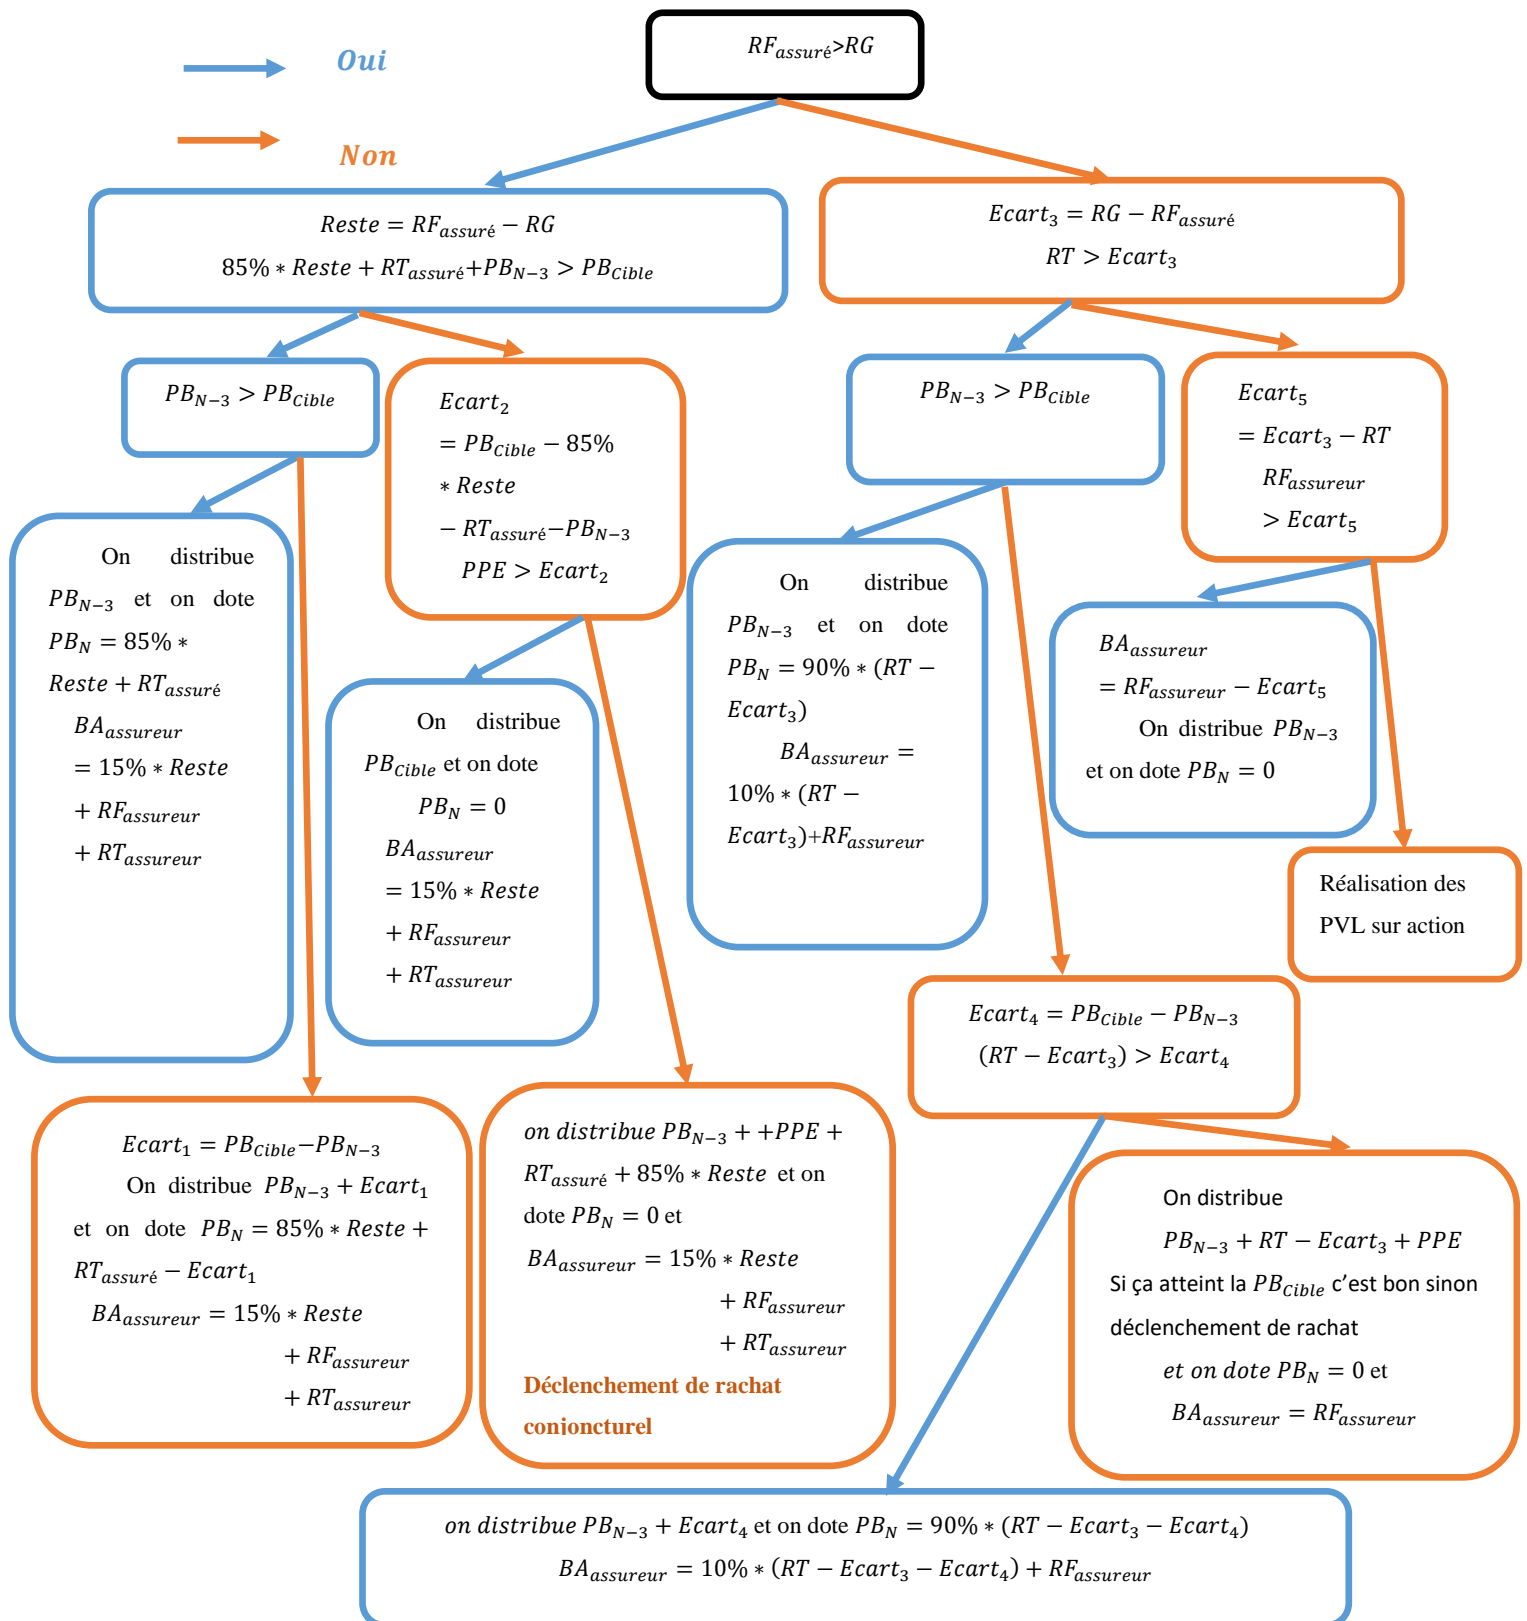 RF_assuré>RG
Oui
Non
Reste = RF_assuré − RG
85% * Reste + RT_assuré+PB_N−3 > PB_Cible
Ecart_3 = RG − RF_assuré
RT > Ecart_3
PB_N−3 > PB_Cible
Ecart_2
= PB_Cible − 85%
* Reste
− RT_assuré−PB_N−3
PPE > Ecart_2
PB_N−3 > PB_Cible
Ecart_5
= Ecart_3 − RT
RF_assureur
> Ecart_5
On distribue
PB_N−3 et on dote
PB_N = 85% *
Reste + RT_assuré
BA_assureur
= 15% * Reste
+ RF_assureur
+ RT_assureur
On distribue
PB_Cible et on dote
PB_N = 0
BA_assureur
= 15% * Reste
+ RF_assureur
+ RT_assureur
On distribue
PB_N−3 et on dote
PB_N = 90% * (RT −
Ecart_3)
BA_assureur =
10% * (RT −
Ecart_3)+RF_assureur
BA_assureur
= RF_assureur − Ecart_5
On distribue PB_N−3
et on dote PB_N = 0
Réalisation des
PVL sur action
Ecart_4 = PB_Cible − PB_N−3
(RT − Ecart_3) > Ecart_4
Ecart_1 = PB_Cible−PB_N−3
On distribue PB_N−3 + Ecart_1
et on dote PB_N = 85% * Reste +
RT_assuré − Ecart_1
BA_assureur = 15% * Reste
+ RF_assureur
+ RT_assureur
on distribue PB_N−3 + +PPE +
RT_assuré + 85% * Reste et on
dote PB_N = 0 et
BA_assureur = 15% * Reste
+ RF_assureur
+ RT_assureur
Déclenchement de rachat
conjoncturel
On distribue
PB_N−3 + RT − Ecart_3 + PPE
Si ça atteint la PB_Cible c’est bon sinon
déclenchement de rachat
et on dote PB_N = 0 et
BA_assureur = RF_assureur
on distribue PB_N−3 + Ecart_4 et on dote PB_N = 90% * (RT − Ecart_3 − Ecart_4)
BA_assureur = 10% * (RT − Ecart_3 − Ecart_4) + RF_assureur